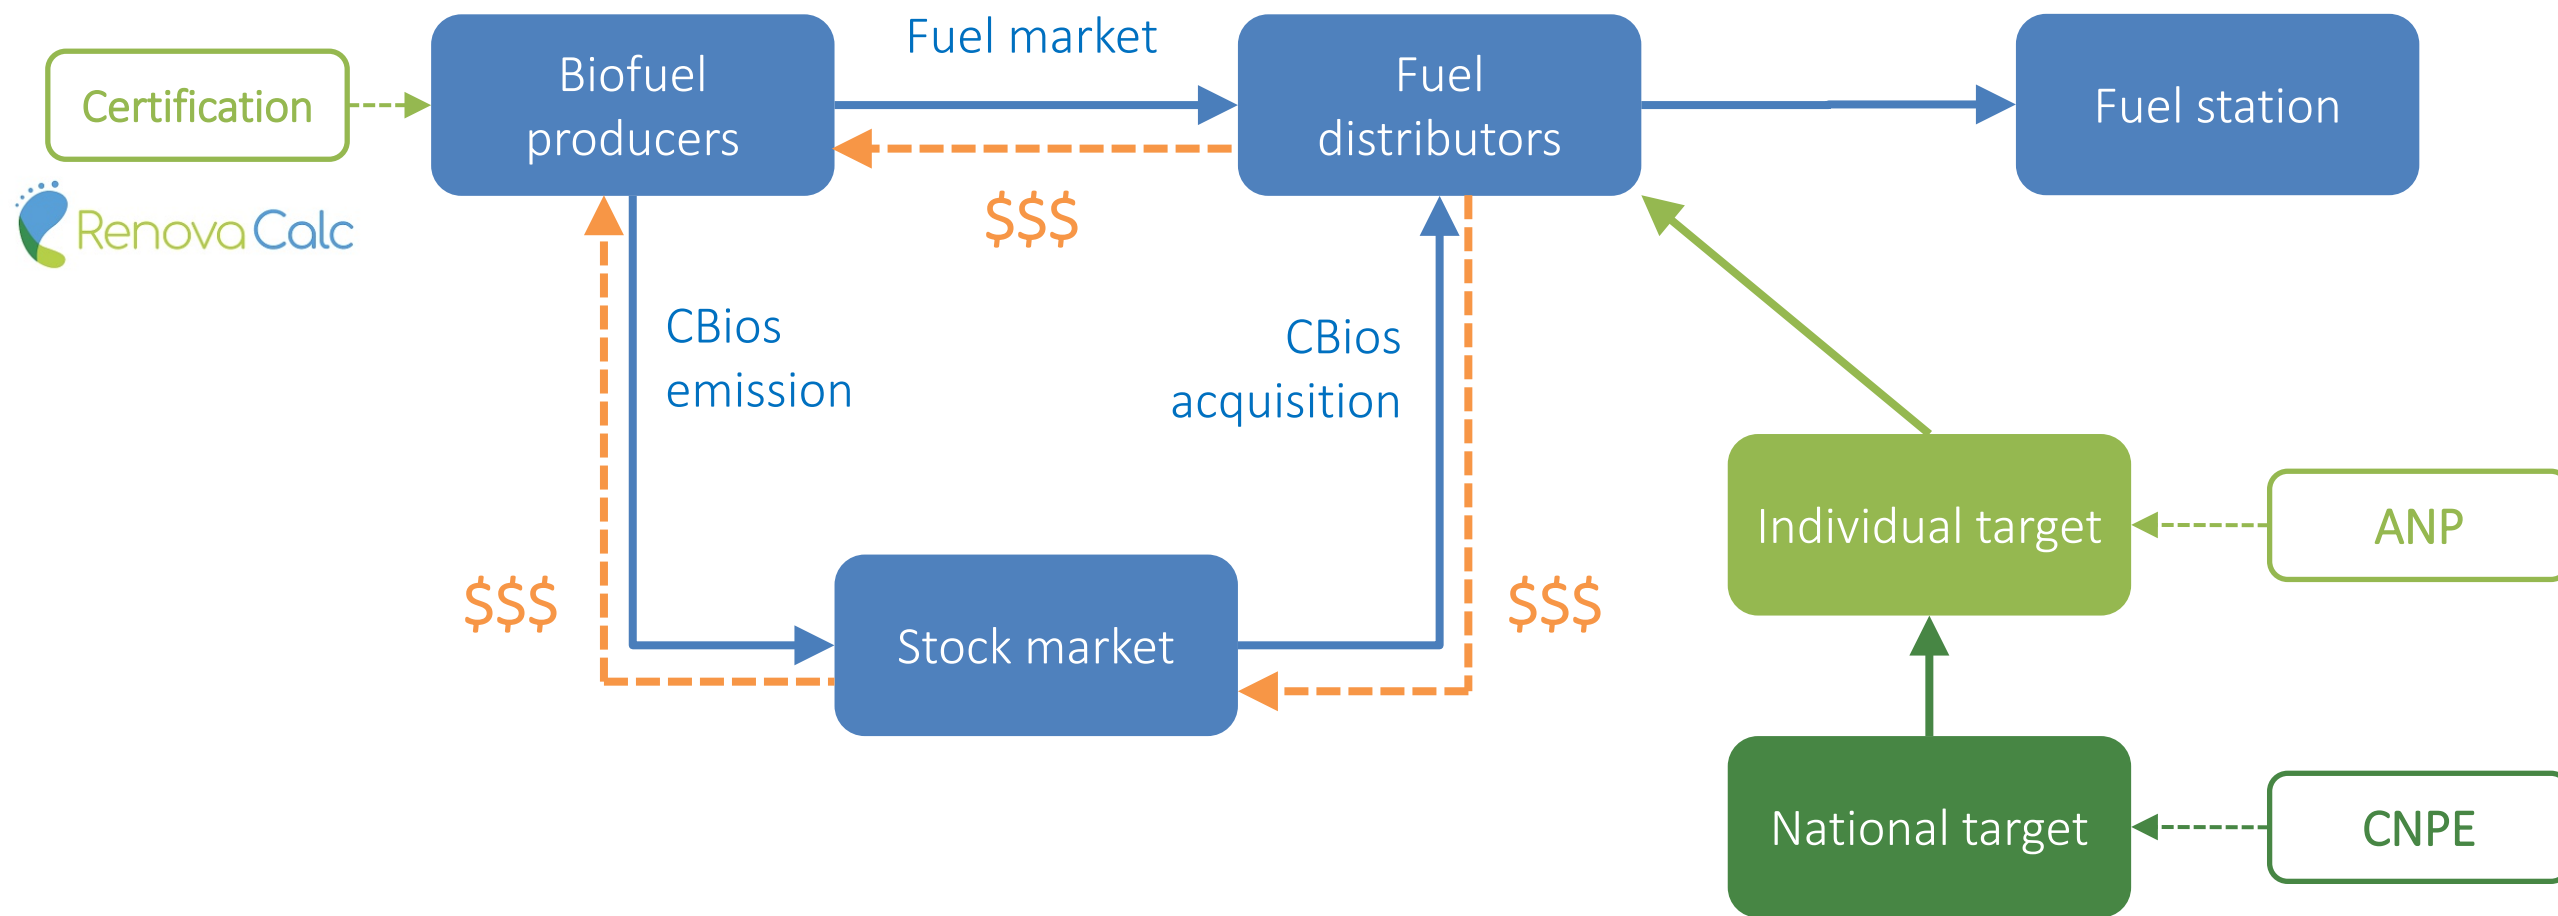 Fuel market
Certification
Biofuel
producers
Fuel
distributors
Fuel station
RenovaCalc
$$$
CBios
emission
CBios
acquisition
$$$
$$$
Stock market
Individual target
ANP
National target
CNPE